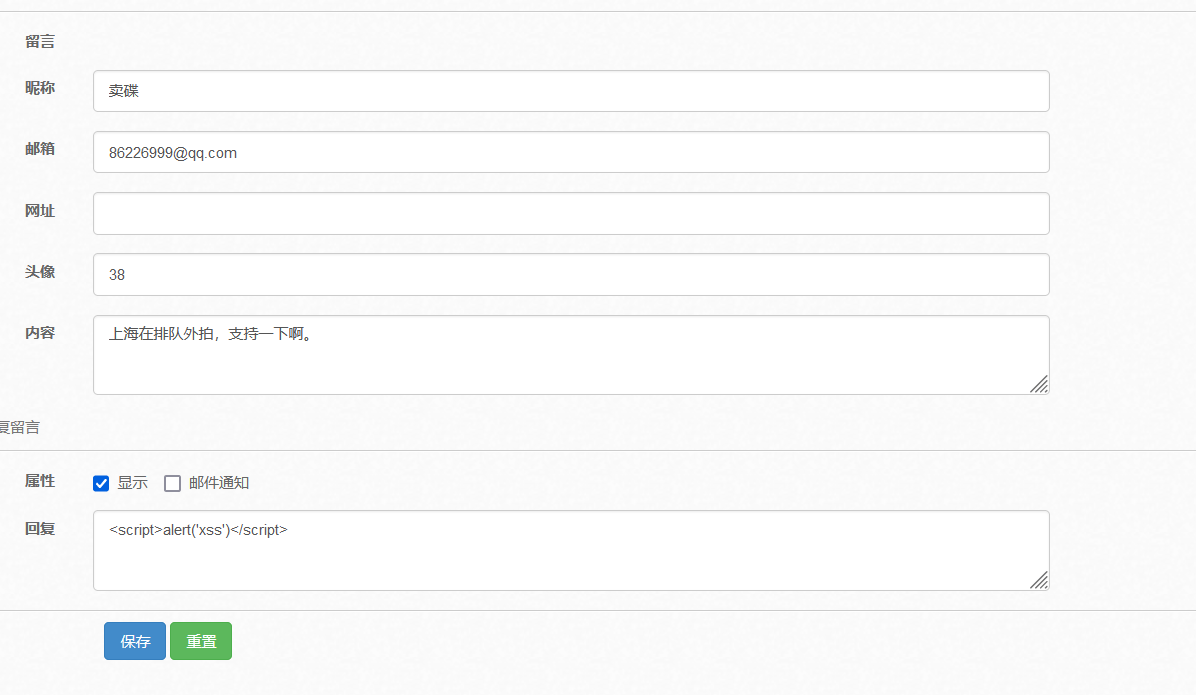 留言
昵称 卖碟
邮箱 86226999@qq.com
网址
头像 38
内容 上海在排队外拍，支持一下啊。
复留言
属性 显示 邮件通知
回复 <script>alert('xss')</script>
保存 重置